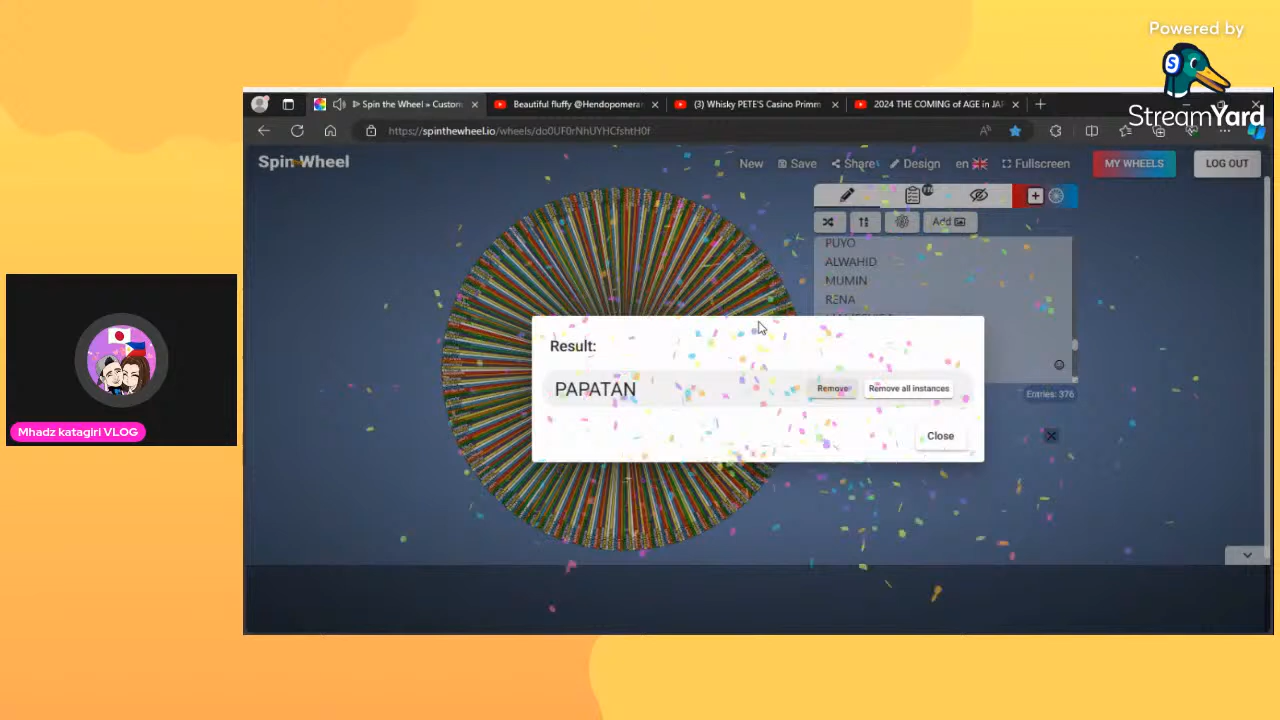 Powered by
StreamYard
Spin the Wheel » Custom
Beautiful fluffy @Hendopomeran
(3) Whisky PETE'S Casino Primm
2024 THE COMING of AGE in JAP
https://spinthewheel.io/wheels/do0UF0rNhUYHCfshtH0f
Spin Wheel
New
Save
Share
Design
en
Fullscreen
MY WHEELS
LOG OUT
Add
PUYO
ALWAHID
MUMIN
RENA
Result:
PAPATAN
Remove
Remove all instances
Close
Entries: 376
Mhadz katagiri VLOG